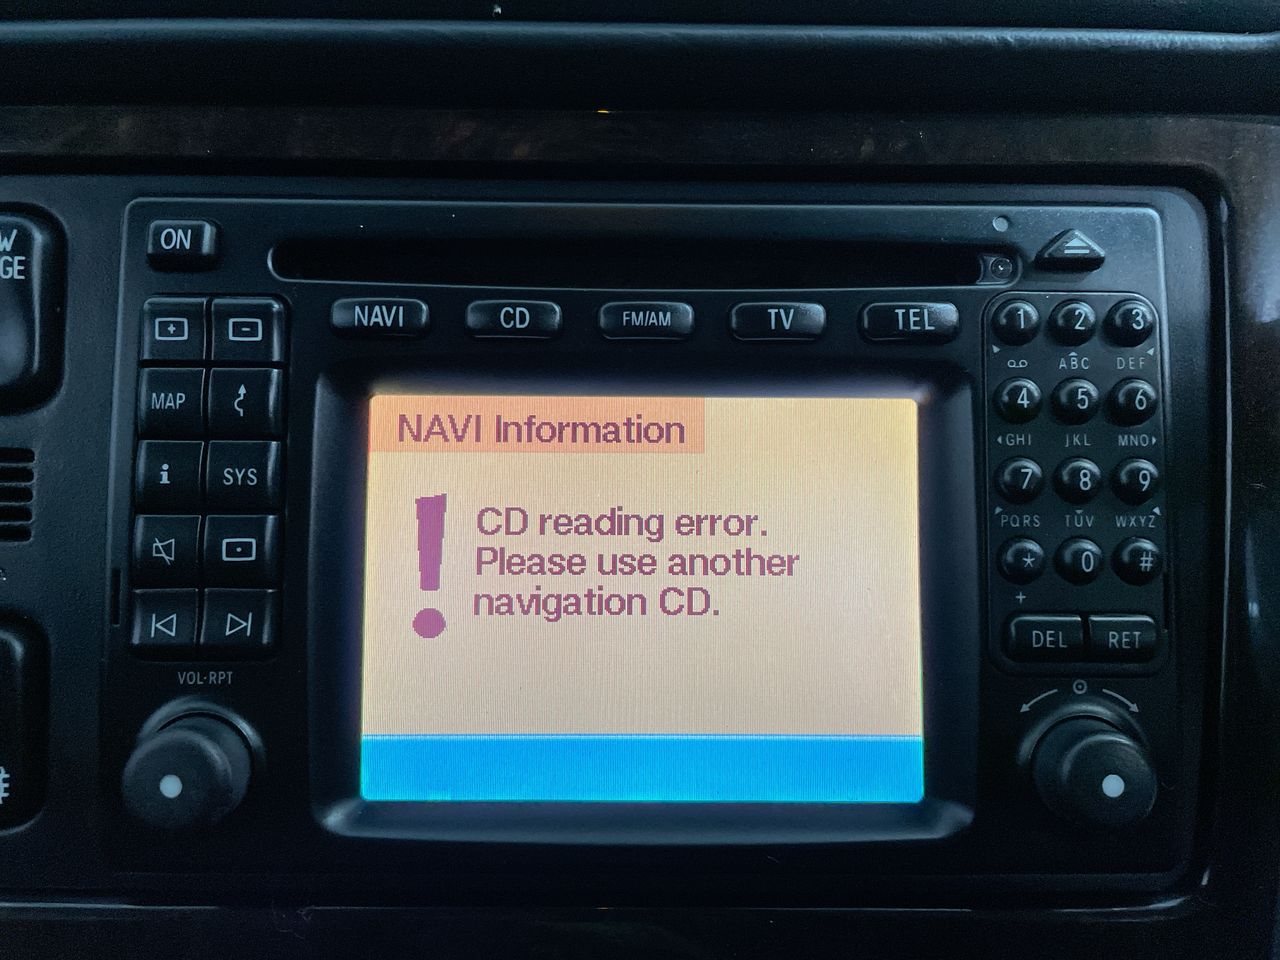 W
GE
ON
NAVI
CD
FM/AM
TV
TEL
1
2
3
ABC
DEF
MAP
4
5
6
GHI
JKL
MNO
i
SYS
7
8
9
PQRS
TUV
WXYZ
*
0
#
+
DEL
RET
VOL·RPT
NAVI Information
! CD reading error.
Please use another
navigation CD.
#